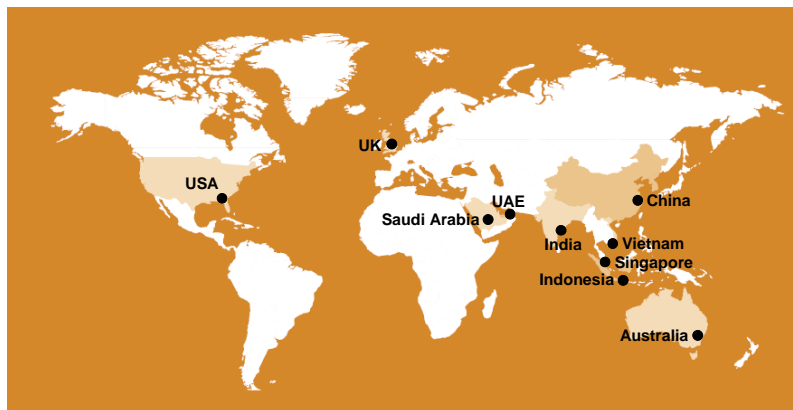 UK
USA
UAE
Saudi Arabia
China
India
Vietnam
Singapore
Indonesia
Australia